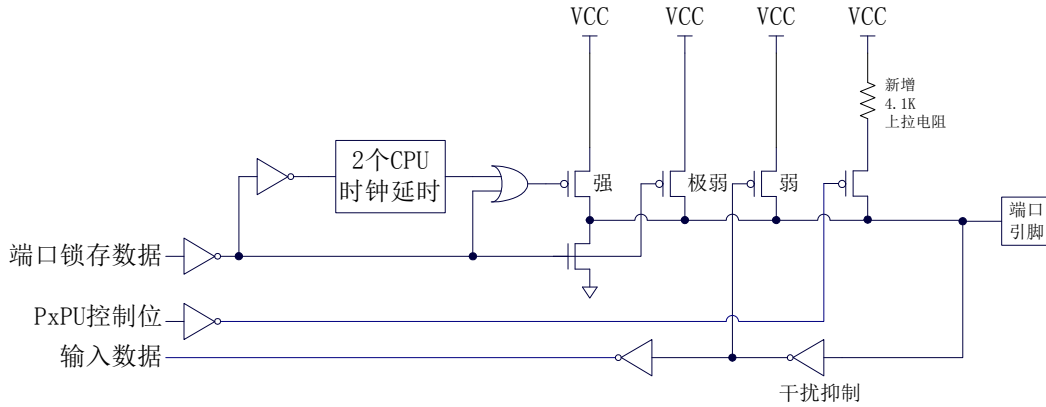 VCC
VCC
VCC
VCC
新增
4.1K
上拉电阻
2个CPU
时钟延时
强
极弱
弱
端口
引脚
端口锁存数据
PxPU控制位
输入数据
干扰抑制